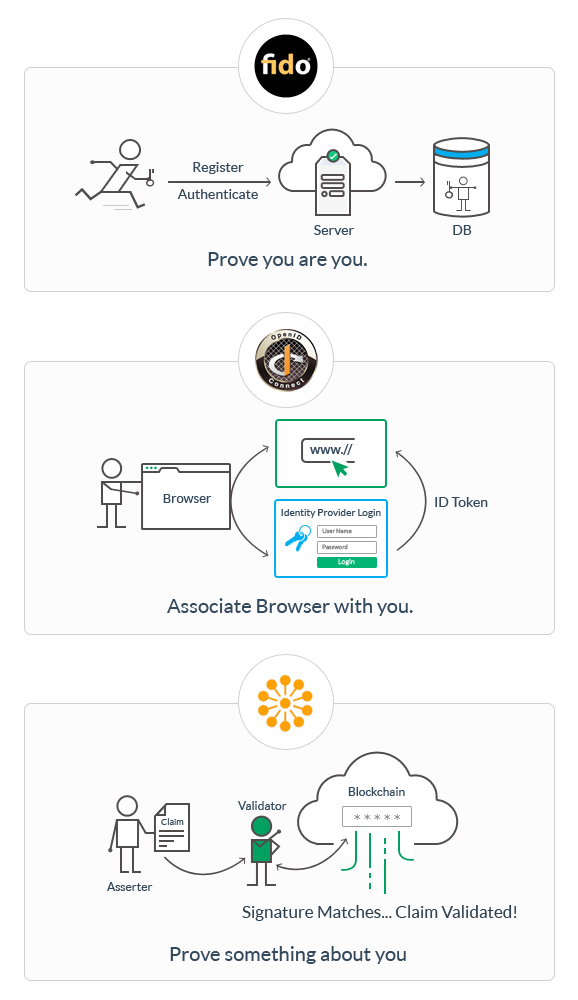 fido
Register
Authenticate
Server
DB
Prove you are you.
OpenID
Connect
www.//
Browser
Identity Provider Login
User Name
Password
Login
ID Token
Associate Browser with you.
Blockchain
*****
Validator
Claim
Asserter
Signature Matches... Claim Validated!
Prove something about you